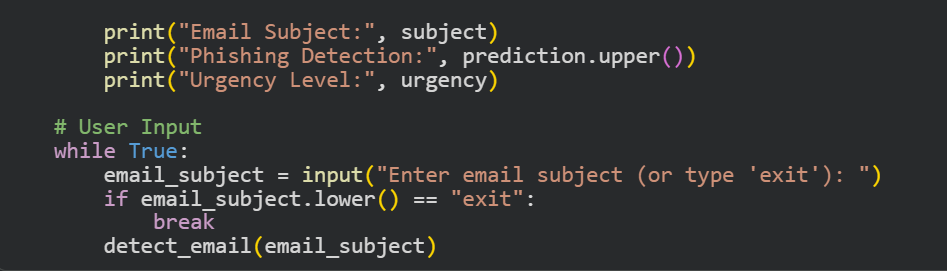 print("Email Subject:", subject)
print("Phishing Detection:", prediction.upper())
print("Urgency Level:", urgency)
# User Input
while True:
email_subject = input("Enter email subject (or type 'exit'): ")
if email_subject.lower() == "exit":
break
detect_email(email_subject)